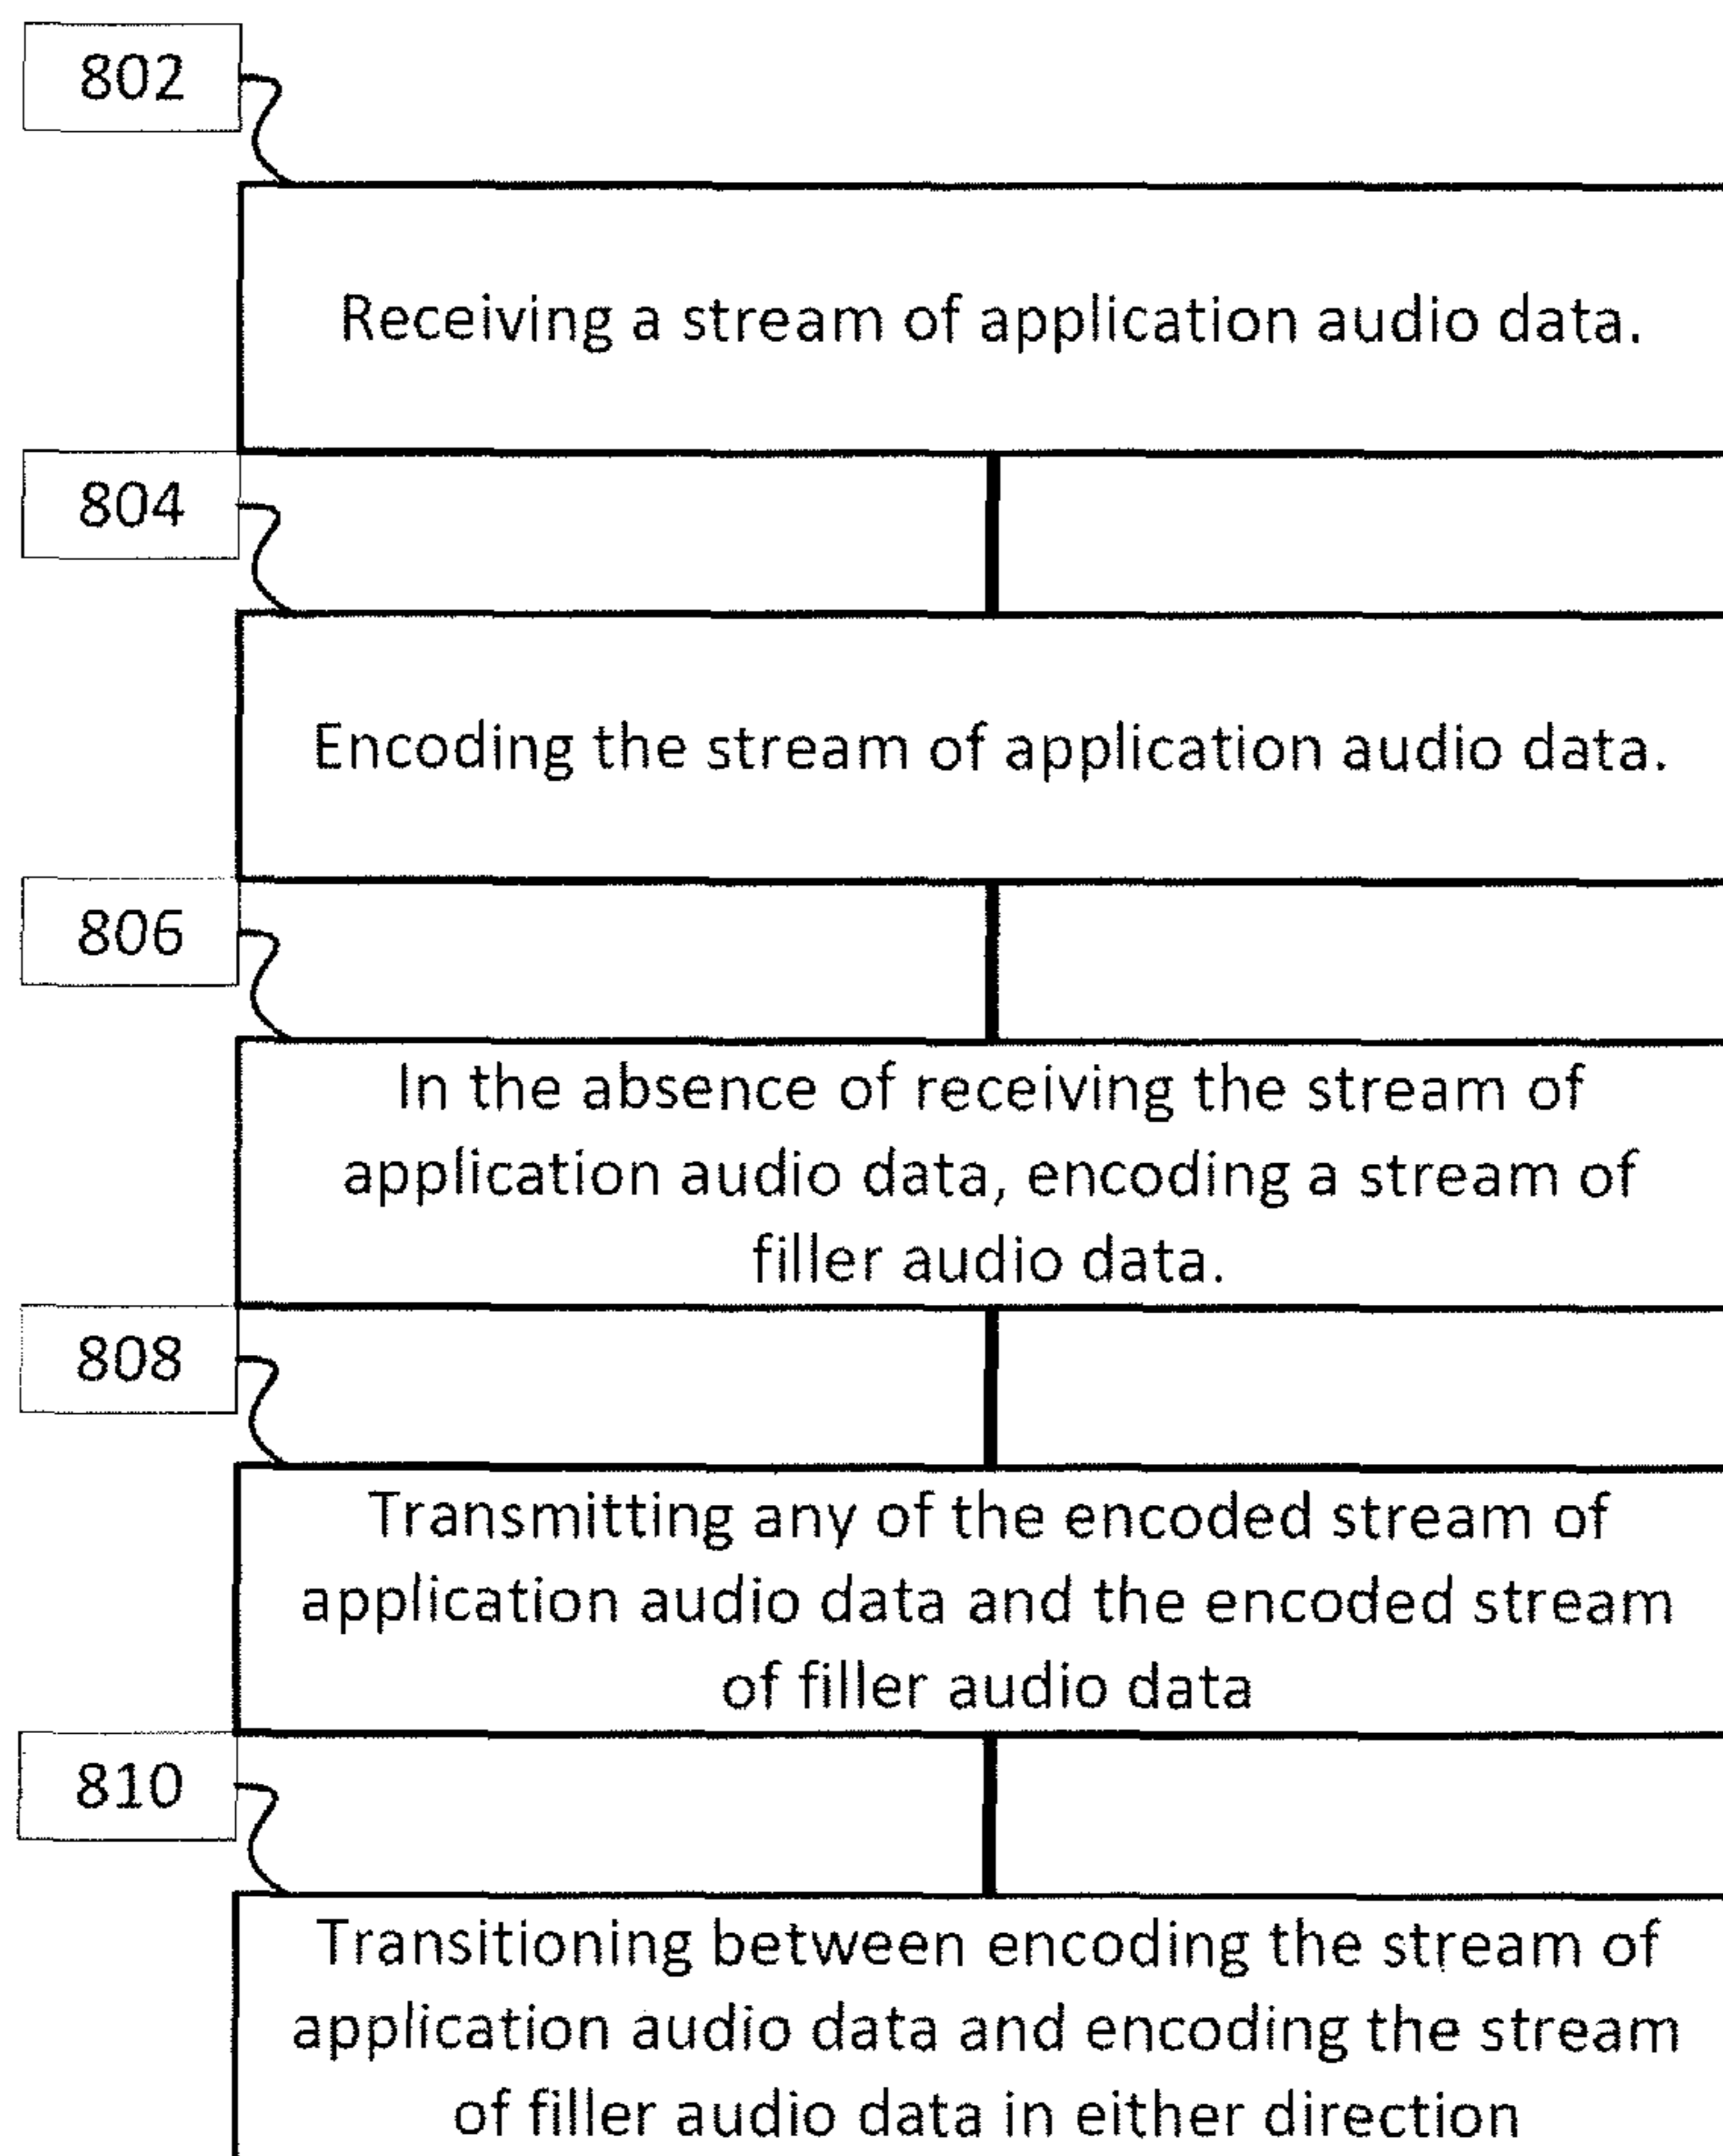 802
Receiving a stream of application audio data.
804
Encoding the stream of application audio data.
806
In the absence of receiving the stream of
application audio data, encoding a stream of
filler audio data.
808
Transmitting any of the encoded stream of
application audio data and the encoded stream
of filler audio data
810
Transitioning between encoding the stream of
application audio data and encoding the stream
of filler audio data in either direction